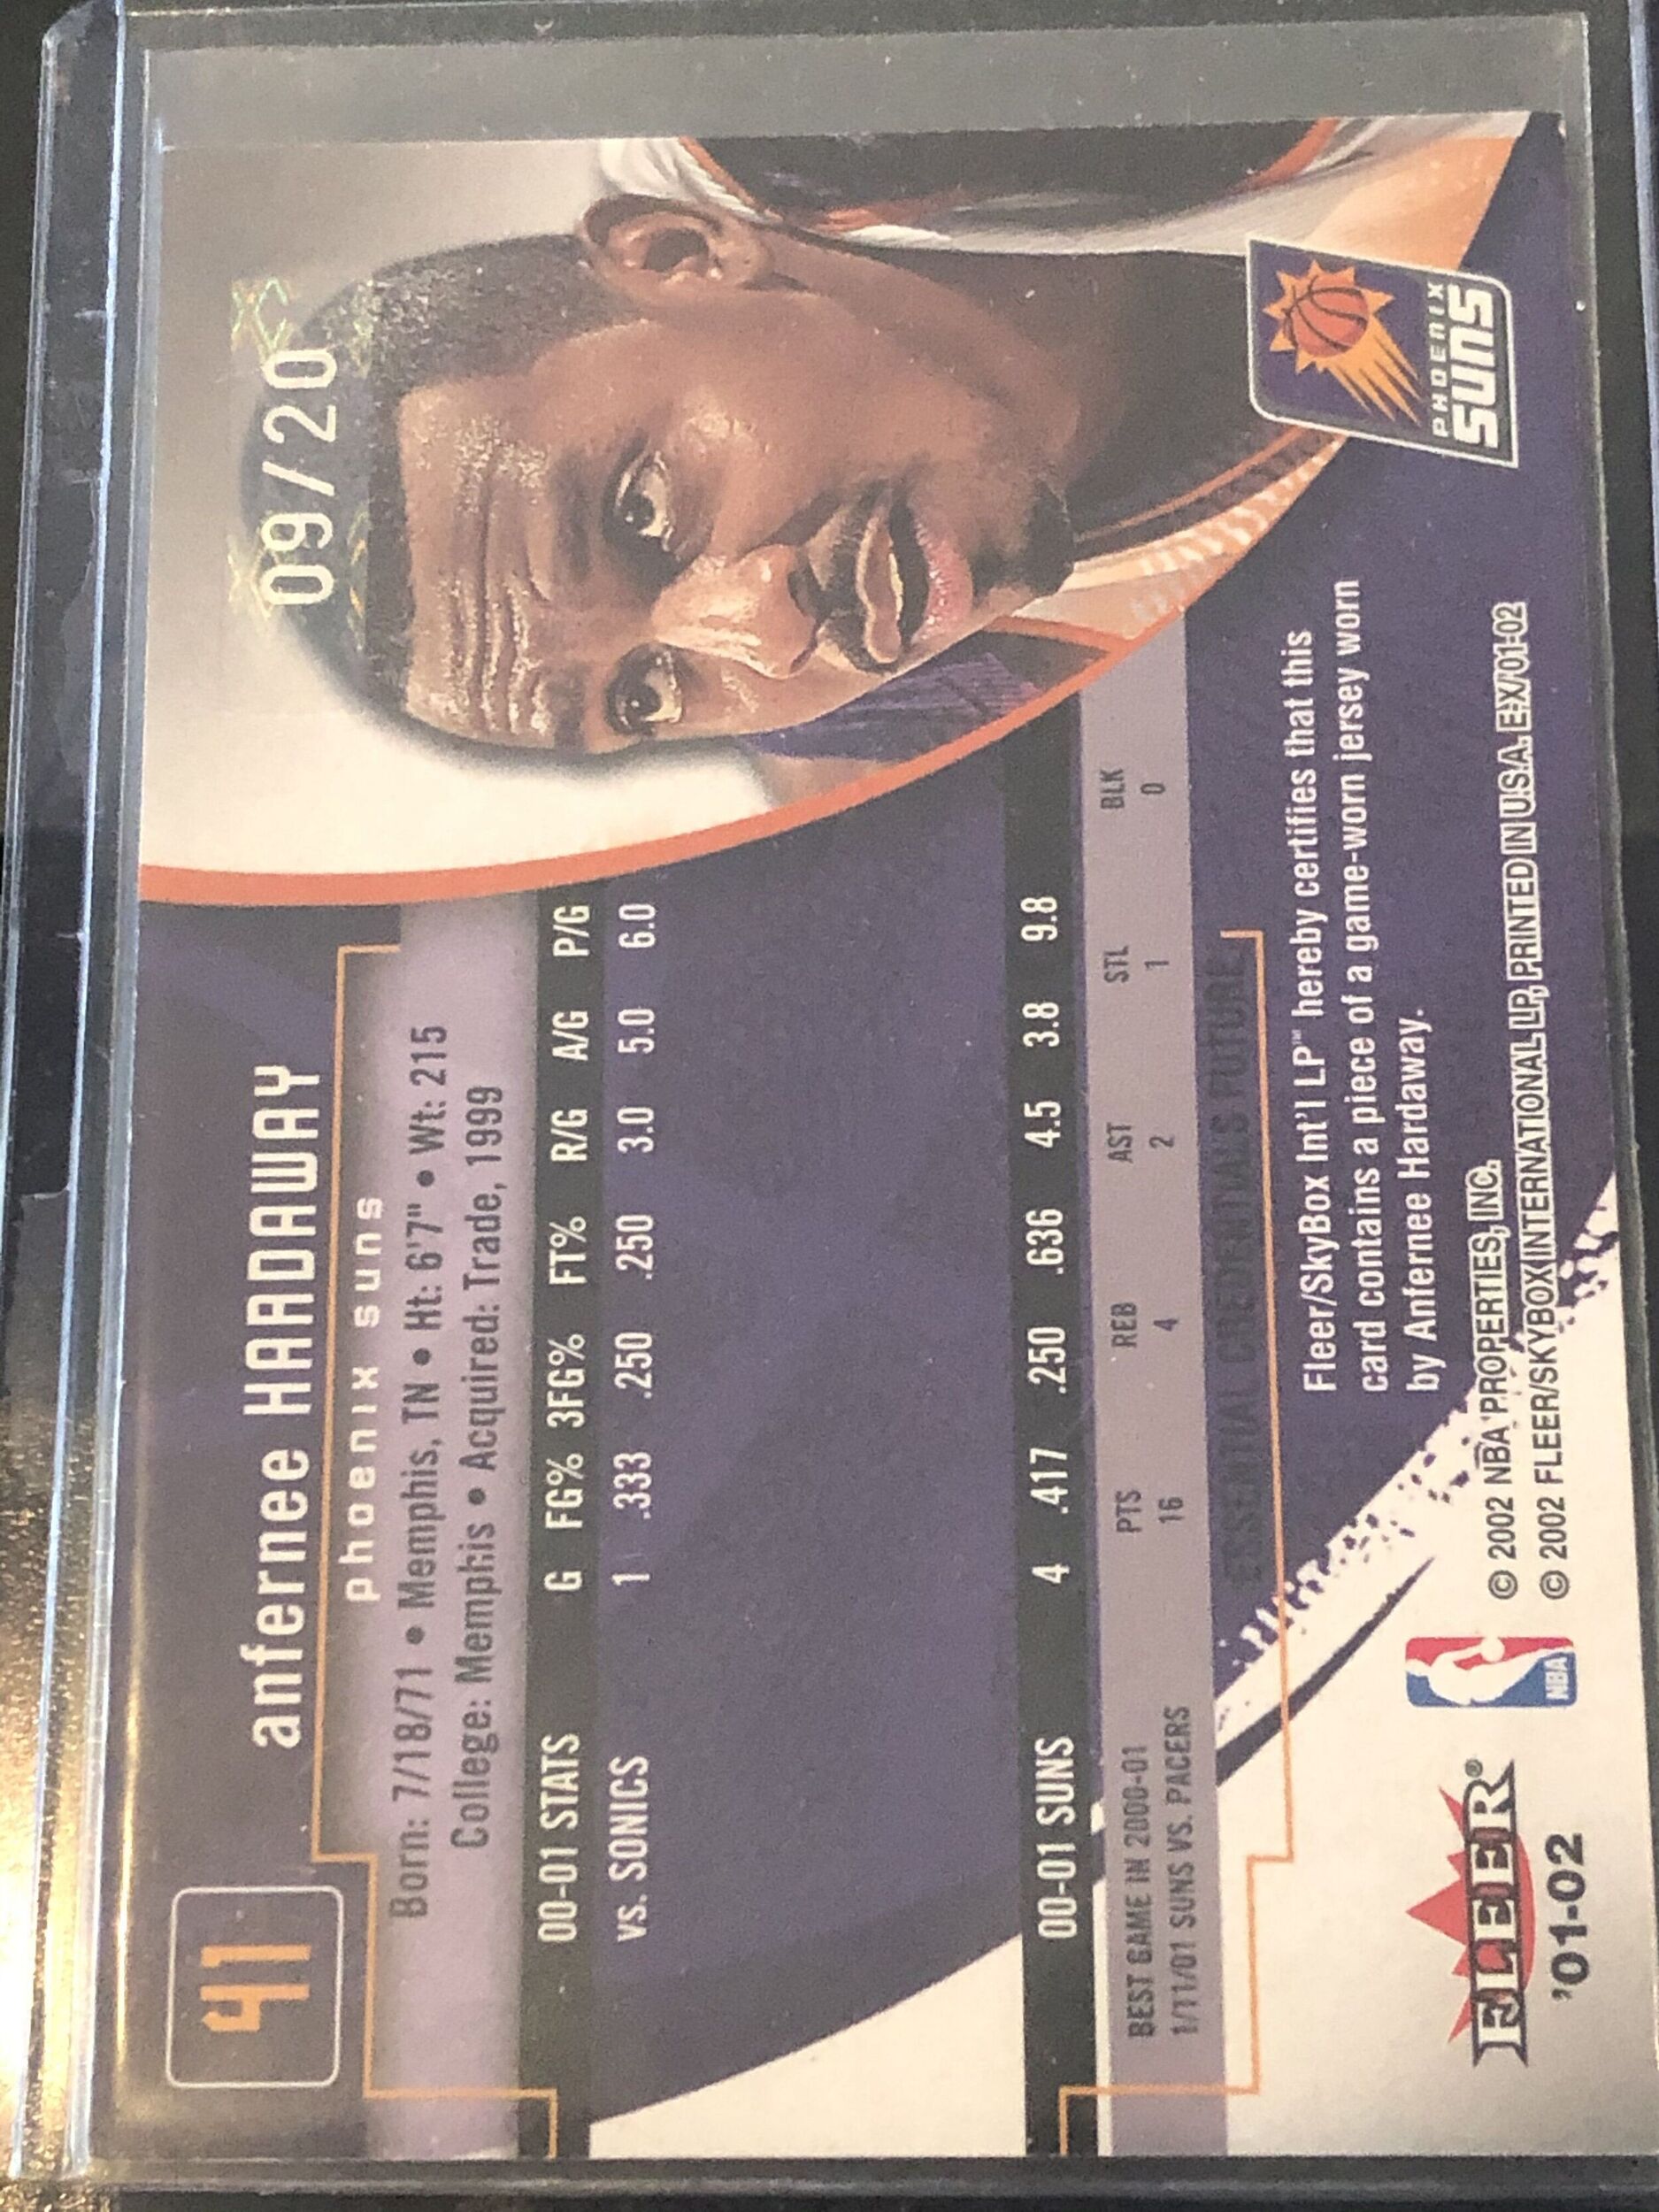 41
anfernee HARDAWAY
phoenix suns
09/20
Born: 7/18/71 • Memphis, TN • Ht: 6'7" • Wt: 215
College: Memphis • Acquired: Trade, 1999
00-01 STATS G FG% 3FG% FT% R/G A/G P/G
vs. SONICS 1 .333 .250 .250 3.0 5.0 6.0
00-01 SUNS 4 .417 .250 .636 4.5 3.8 9.8
BEST GAME IN 2000-01 PTS REB AST STL BLK
1/11/01 SUNS VS. PACERS 16 4 2 1 0
ESSENTIAL CREDENTIALS FUTURE
PHOENIX
SUNS
Fleer/SkyBox Int'l LP™ hereby certifies that this
card contains a piece of a game-worn jersey worn
by Anfernee Hardaway.
FLEER®
'01-02
NBA
© 2002 NBA PROPERTIES, INC.
© 2002 FLEER/SKYBOX INTERNATIONAL LP, PRINTED IN U.S.A. E-X/01-02